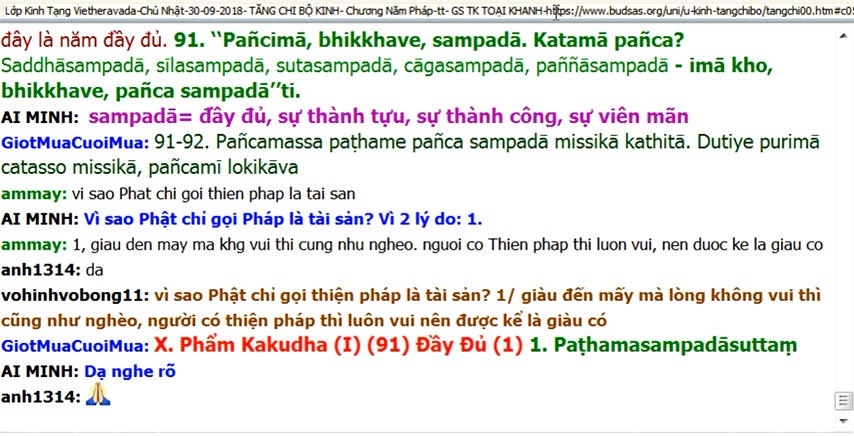 Lớp Kinh Tạng Vietheravada-Chủ Nhật-30-09-2018- TĂNG CHI BỘ KINH- Chương Năm Pháp-tt- GS TK TOẠI KHANH-https://www.budsas.org/uni/u-kinh-tangchibo/tangchi00.htm#c05
đây là năm đầy đủ. 91. ‘‘Pañcimā, bhikkhave, sampadā. Katamā pañca?
Saddhāsampadā, sīlasampadā, sutasampadā, cāgasampadā, paññāsampadā - imā kho,
bhikkhave, pañca sampadā’’ti.
AI MINH: sampadā= đầy đủ, sự thành tựu, sự thành công, sự viên mãn
GiotMuaCuoiMua: 91-92. Pañcamassa paṭhame pañca sampadā missikā kathitā. Dutiye purimā
catasso missikā, pañcamī lokikāva
ammay: vi sao Phat chi goi thien phap la tai san
AI MINH: Vì sao Phật chỉ gọi Pháp là tài sản? Vì 2 lý do: 1.
ammay: 1, giau den may ma khg vui thi cung nhu ngheo. nguoi co Thien phap thi luon vui, nen duoc ke la giau co
anh1314: da
vohinhvobong11: vì sao Phật chỉ gọi thiện pháp là tài sản? 1/ giàu đến mấy mà lòng không vui thì
cũng như nghèo, người có thiện pháp thì luôn vui nên được kể là giàu có
GiotMuaCuoiMua: X. Phẩm Kakudha (I) (91) Đầy Đủ (1) 1. Paṭhamasampadāsuttaṃ
AI MINH: Dạ nghe rõ
anh1314: 🙏